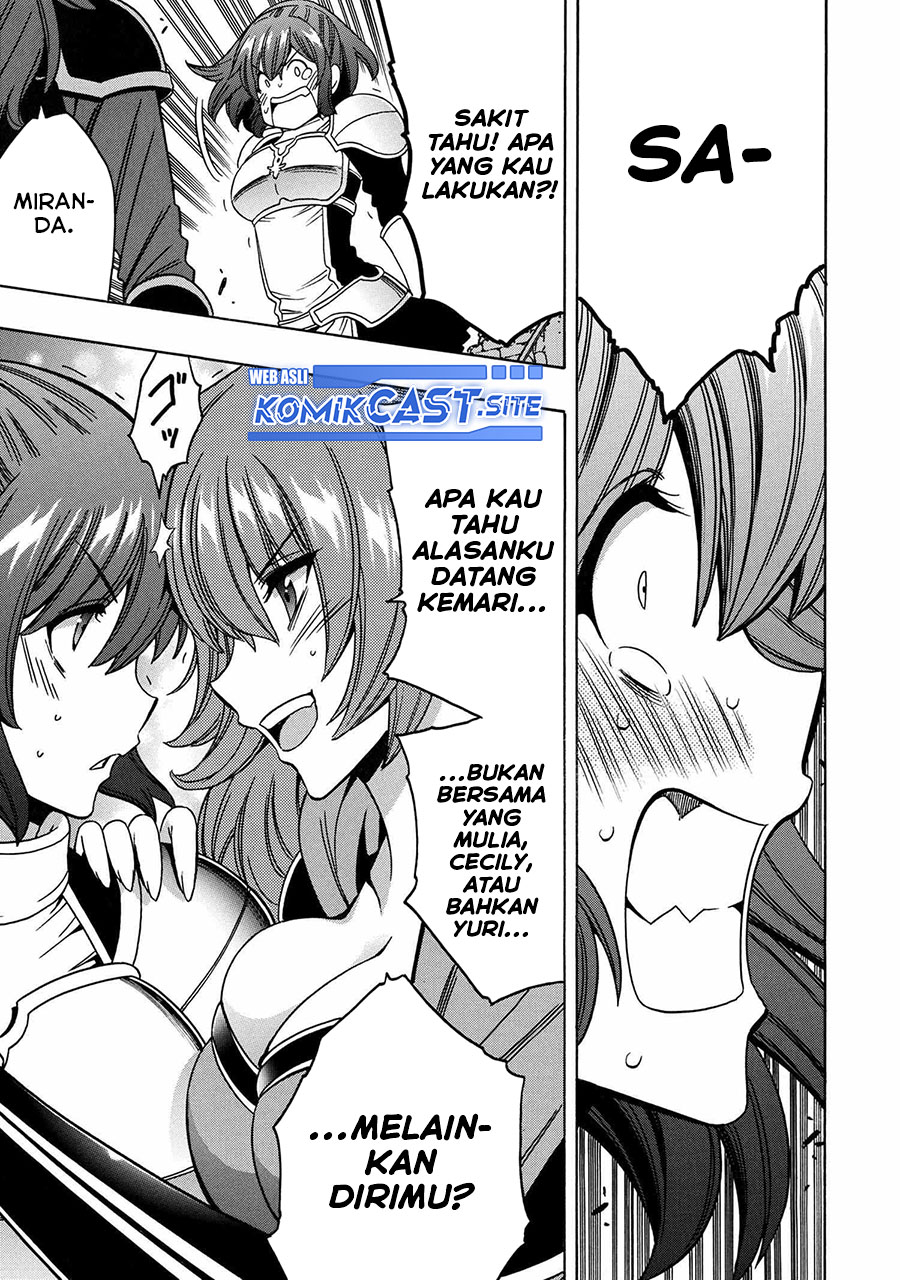 SA-
SAKIT
TAHU! APA
YANG KAU
LAKUKAN?!
MIRAN-
DA.
WEB ASLI
KOMIKCAST.SITE
グッ
APA KAU
TAHU
ALASANKU
DATANG
KEMARI...
...BUKAN
BERSAMA
YANG
MULIA,
CECILY,
ATAU
BAHKAN
YURI...
...MELAIN-
KAN
DIRIMU?